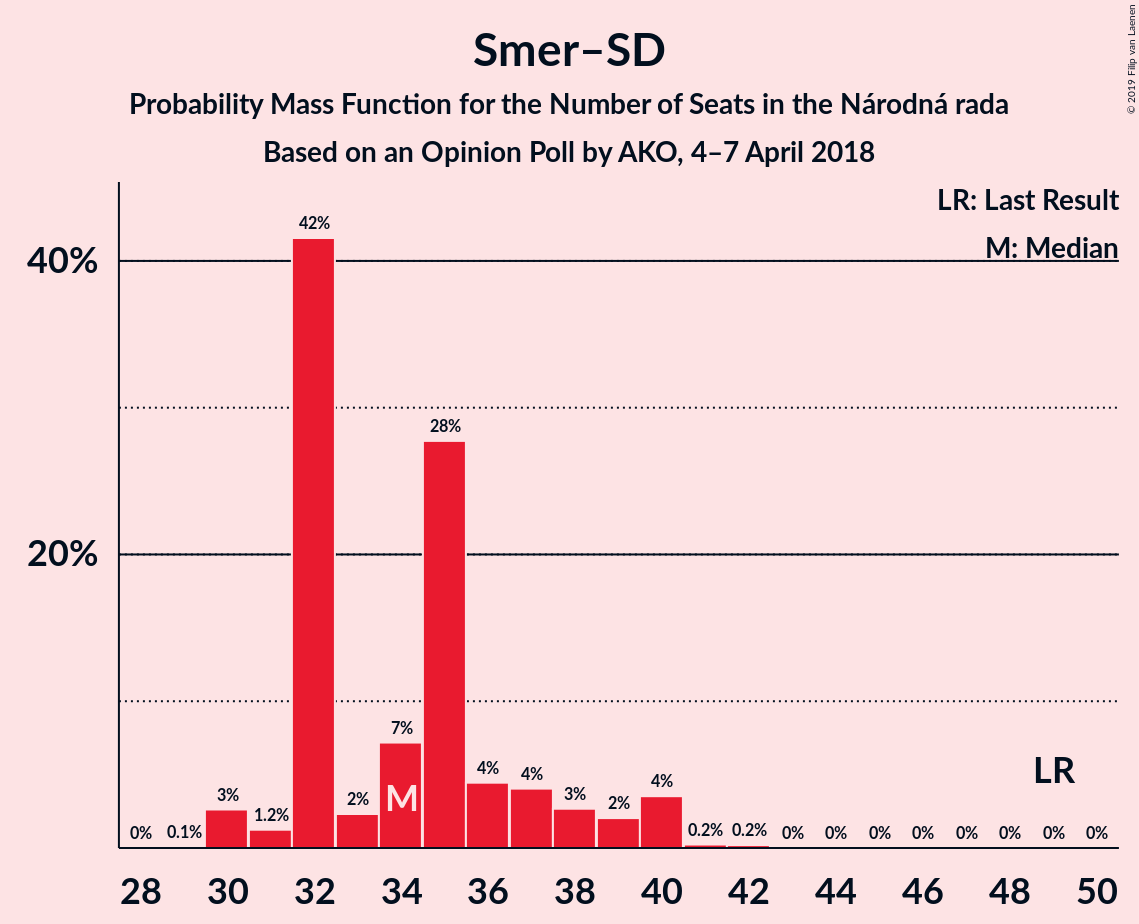 Smer–SD
Probability Mass Function for the Number of Seats in the Národná rada
Based on an Opinion Poll by AKO, 4–7 April 2018
© 2019 Filip van Laenen
LR: Last Result
M: Median
40%
20%
0%
0.1%
3%
1.2%
42%
2%
7%
28%
4%
4%
3%
2%
4%
0.2%
0.2%
0%
0%
0%
0%
0%
0%
0%
0%
M
LR
28 30 32 34 36 38 40 42 44 46 48 50